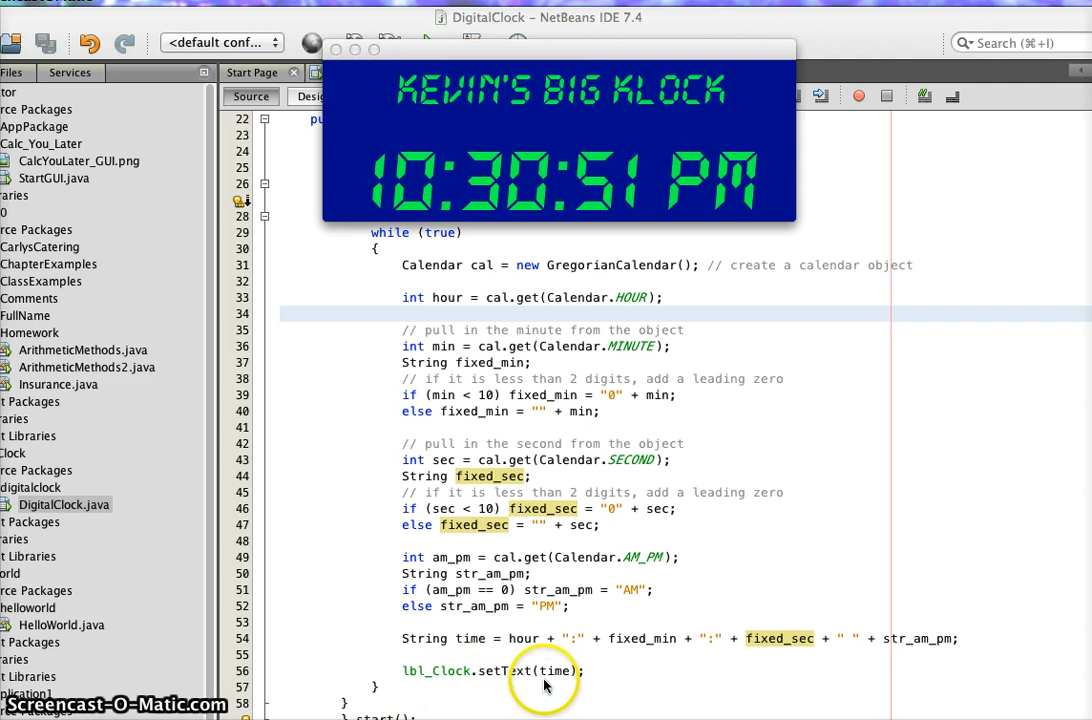 DigitalClock - NetBeans IDE 7.4
<default conf...
Search (⌘+I)
Files
Services
Start Page
Source
KEVIN'S BIG KLOCK
10:30:51 PM
tor
rce Packages
AppPackage
Calc_You_Later
CalcYouLater_GUI.png
StartGUI.java
raries
0
rce Packages
CarlysCatering
ChapterExamples
ClassExamples
Comments
FullName
Homework
ArithmeticMethods.java
ArithmeticMethods2.java
Insurance.java
t Packages
raries
t Libraries
Clock
rce Packages
digitalclock
DigitalClock.java
t Packages
raries
t Libraries
orld
rce Packages
helloworld
HelloWorld.java
t Packages
raries
t Libraries
plication1
22
23
24
25
26
28
29 while (true)
30 {
31 Calendar cal = new GregorianCalendar(); // create a calendar object
32
33 int hour = cal.get(Calendar.HOUR);
34
35 // pull in the minute from the object
36 int min = cal.get(Calendar.MINUTE);
37 String fixed_min;
38 // if it is less than 2 digits, add a leading zero
39 if (min < 10) fixed_min = "0" + min;
40 else fixed_min = "" + min;
41
42 // pull in the second from the object
43 int sec = cal.get(Calendar.SECOND);
44 String fixed_sec;
45 // if it is less than 2 digits, add a leading zero
46 if (sec < 10) fixed_sec = "0" + sec;
47 else fixed_sec = "" + sec;
48
49 int am_pm = cal.get(Calendar.AM_PM);
50 String str_am_pm;
51 if (am_pm == 0) str_am_pm = "AM";
52 else str_am_pm = "PM";
53
54 String time = hour + ":" + fixed_min + ":" + fixed_sec + " " + str_am_pm;
55
56 lbl_Clock.setText(time);
57 }
58 }
} start();
Screencast-O-Matic.com